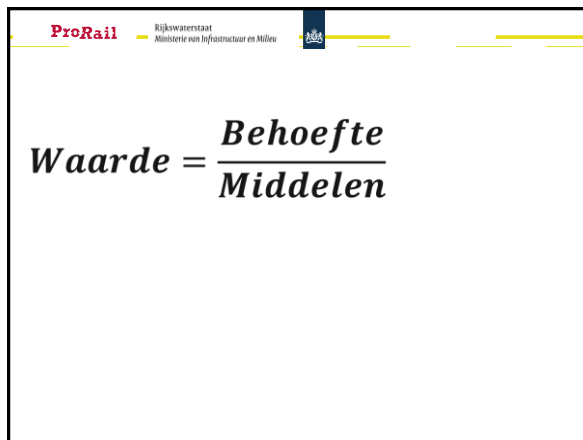 ProRail
Rijkswaterstaat
Ministerie van Infrastructuur en Milieu
Waarde = Behoefte / Middelen